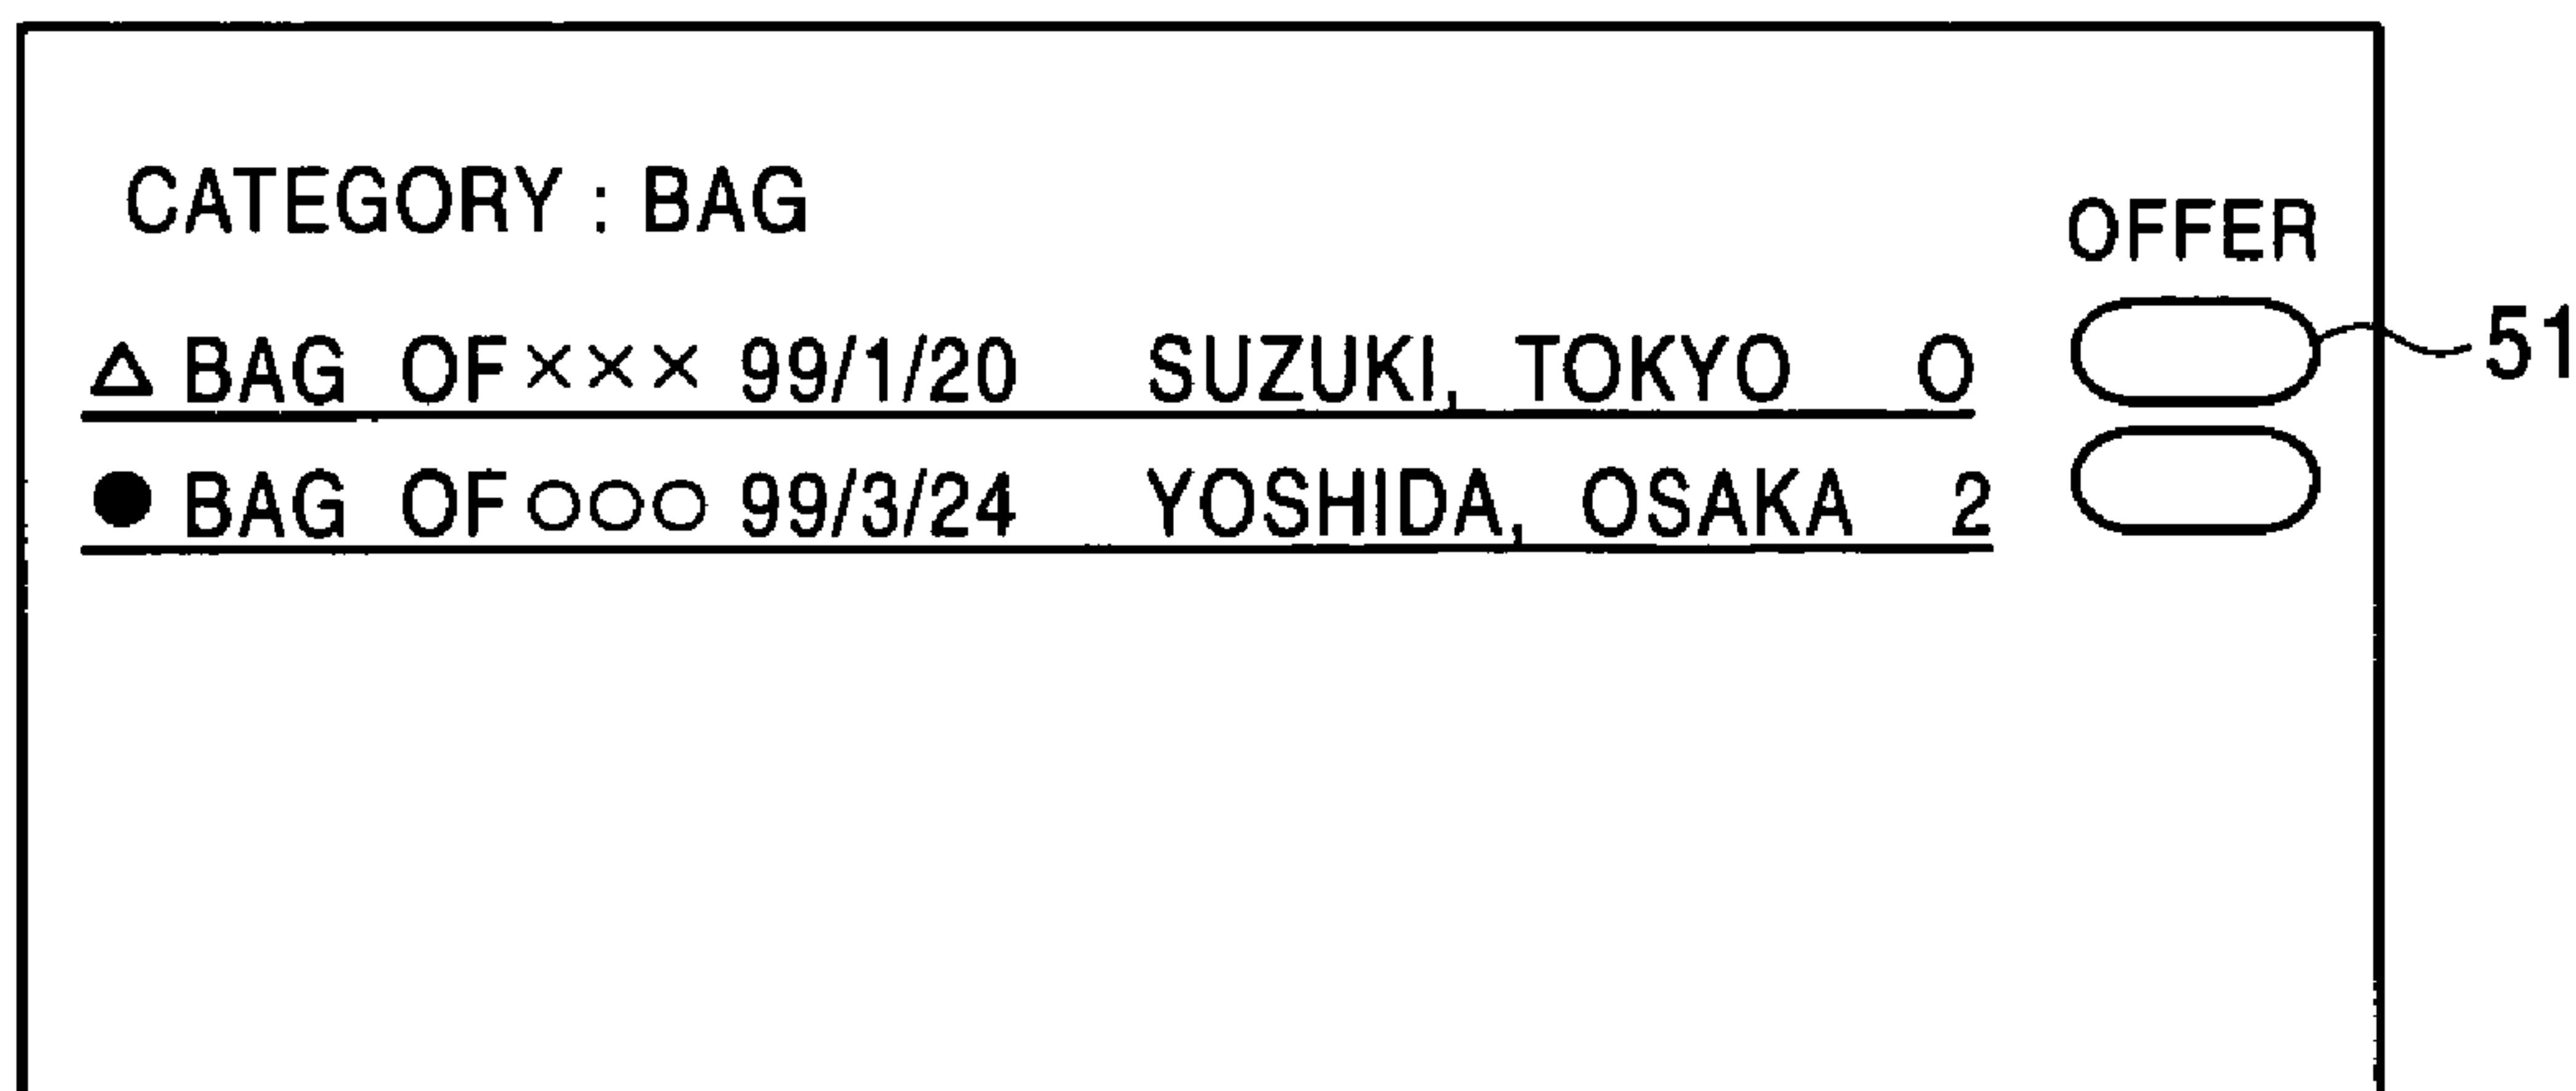 CATEGORY : BAG
OFFER
△ BAG OF ××× 99/1/20 SUZUKI, TOKYO O
51
● BAG OF ○○○ 99/3/24 YOSHIDA, OSAKA 2